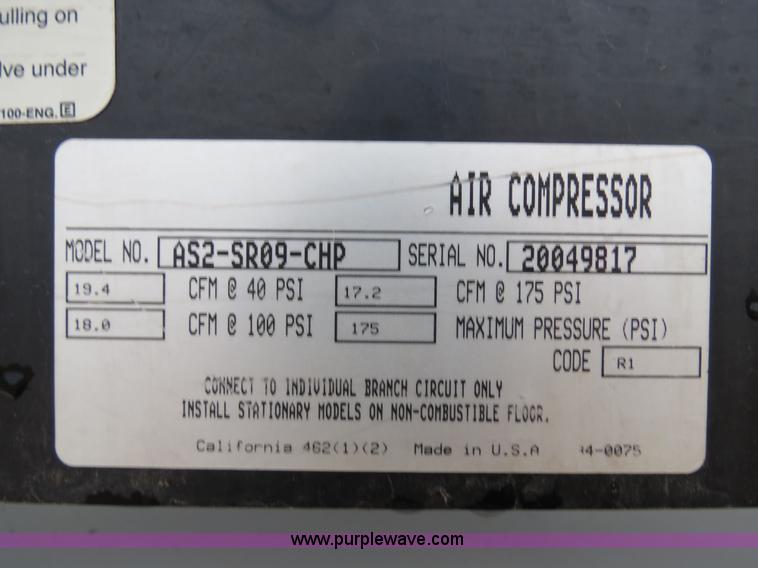 ulling on
lve under
100-ENG. E
AIR COMPRESSOR
MODEL NO. AS2-SR09-CHP SERIAL NO. 20049817
19.4 CFM @ 40 PSI 17.2 CFM @ 175 PSI
18.0 CFM @ 100 PSI 175 MAXIMUM PRESSURE (PSI)
CODE R1
CONNECT TO INDIVIDUAL BRANCH CIRCUIT ONLY
INSTALL STATIONARY MODELS ON NON-COMBUSTIBLE FLOOR.
California 462(1)(2) Made in U.S.A 34-0075
www.purplewave.com